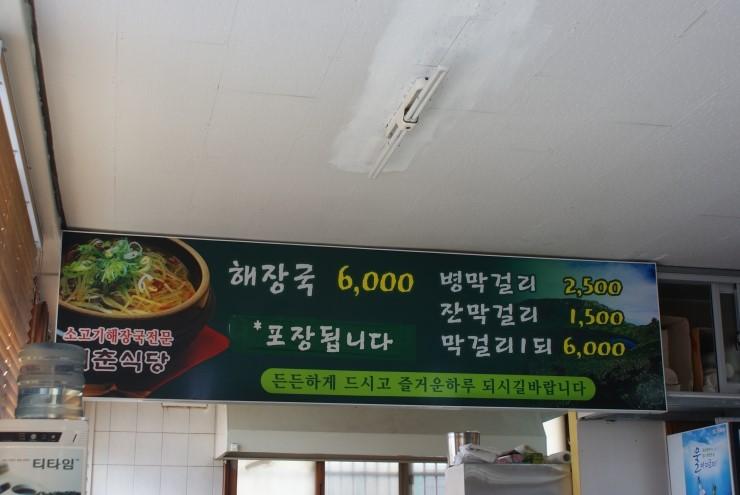 해장국 6,000
*포장됩니다
병막걸리 2,500
잔막걸리 1,500
막걸리1되 6,000
든든하게 드시고 즐거운하루 되시길바랍니다
소고기해장국전문
춘식당
티타임